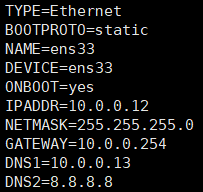 TYPE=Ethernet
BOOTPROTO=static
NAME=ens33
DEVICE=ens33
ONBOOT=yes
IPADDR=10.0.0.12
NETMASK=255.255.255.0
GATEWAY=10.0.0.254
DNS1=10.0.0.13
DNS2=8.8.8.8